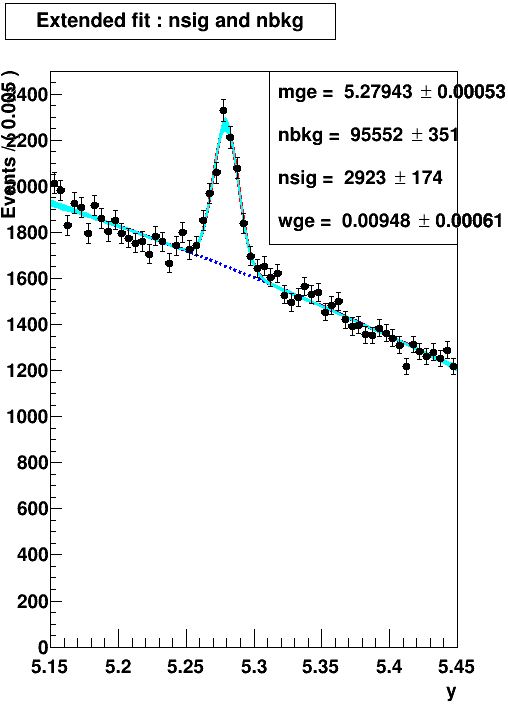 Extended fit : nsig and nbkg
Events / ( 0.005 )
2400
2200
2000
1800
1600
1400
1200
1000
800
600
400
200
0
mge = 5.27943 ± 0.00053
nbkg = 95552 ± 351
nsig = 2923 ± 174
wge = 0.00948 ± 0.00061
5.15 5.2 5.25 5.3 5.35 5.4 5.45
y